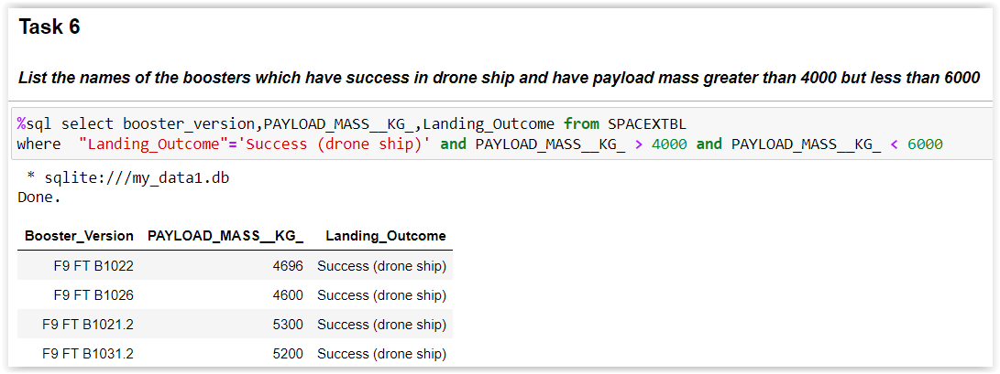 Task 6
List the names of the boosters which have success in drone ship and have payload mass greater than 4000 but less than 6000
%sql select booster_version,PAYLOAD_MASS__KG_,Landing_Outcome from SPACEXTBL
where  "Landing_Outcome"='Success (drone ship)' and PAYLOAD_MASS__KG_ > 4000 and PAYLOAD_MASS__KG_ < 6000
* sqlite:///my_data1.db
Done.
Booster_Version PAYLOAD_MASS__KG_ Landing_Outcome
F9 FT B1022 4696 Success (drone ship)
F9 FT B1026 4600 Success (drone ship)
F9 FT B1021.2 5300 Success (drone ship)
F9 FT B1031.2 5200 Success (drone ship)